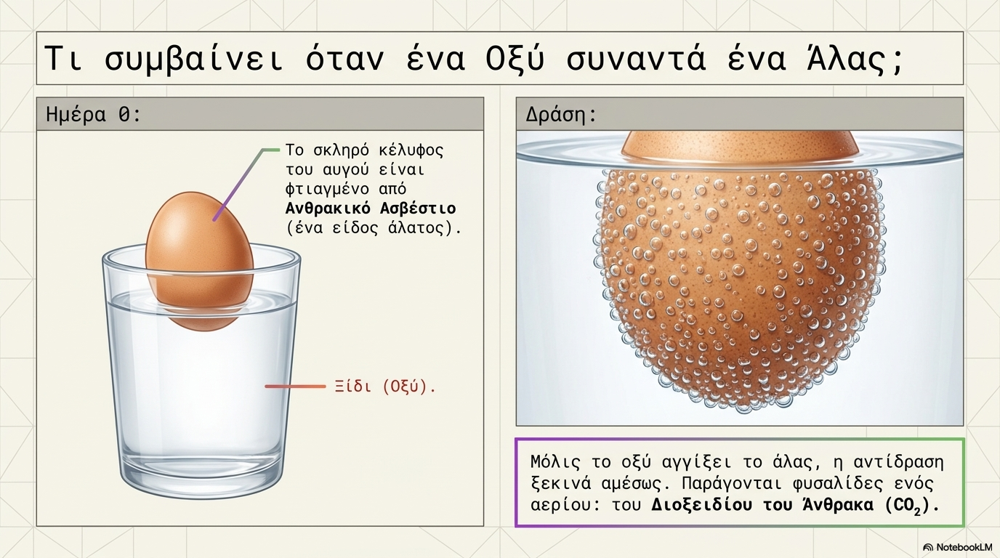 Τι συμβαίνει όταν ένα Οξύ συναντά ένα Άλας;
Ημέρα 0:
Το σκληρό κέλυφος
του αυγού είναι
φτιαγμένο από
Ανθρακικό Ασβέστιο
(ένα είδος άλατος).
Ξίδι (Οξύ).
Δράση:
Μόλις το οξύ αγγίξει το άλας, η αντίδραση
ξεκινά αμέσως. Παράγονται φυσαλίδες ενός
αερίου: του Διοξειδίου του Άνθρακα (CO₂).
NotebookLM